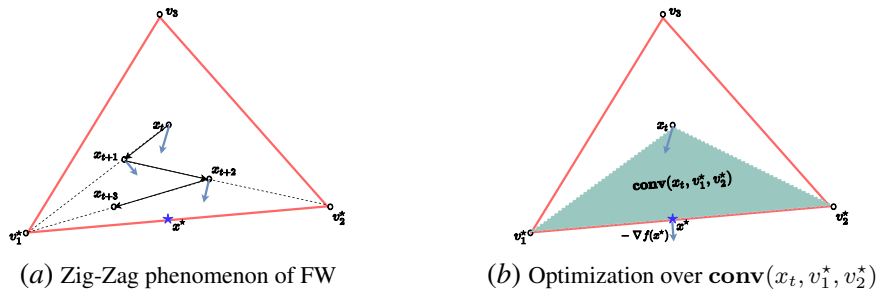 v₃
xₜ
xₜ₊₁
xₜ₊₂
xₜ₊₃
v₁⋆
x⋆
v₂⋆
(a) Zig-Zag phenomenon of FW
v₃
xₜ
conv(xₜ, v₁⋆, v₂⋆)
v₁⋆
x⋆
v₂⋆
− ∇f(x⋆)
(b) Optimization over conv(xₜ, v₁⋆, v₂⋆)